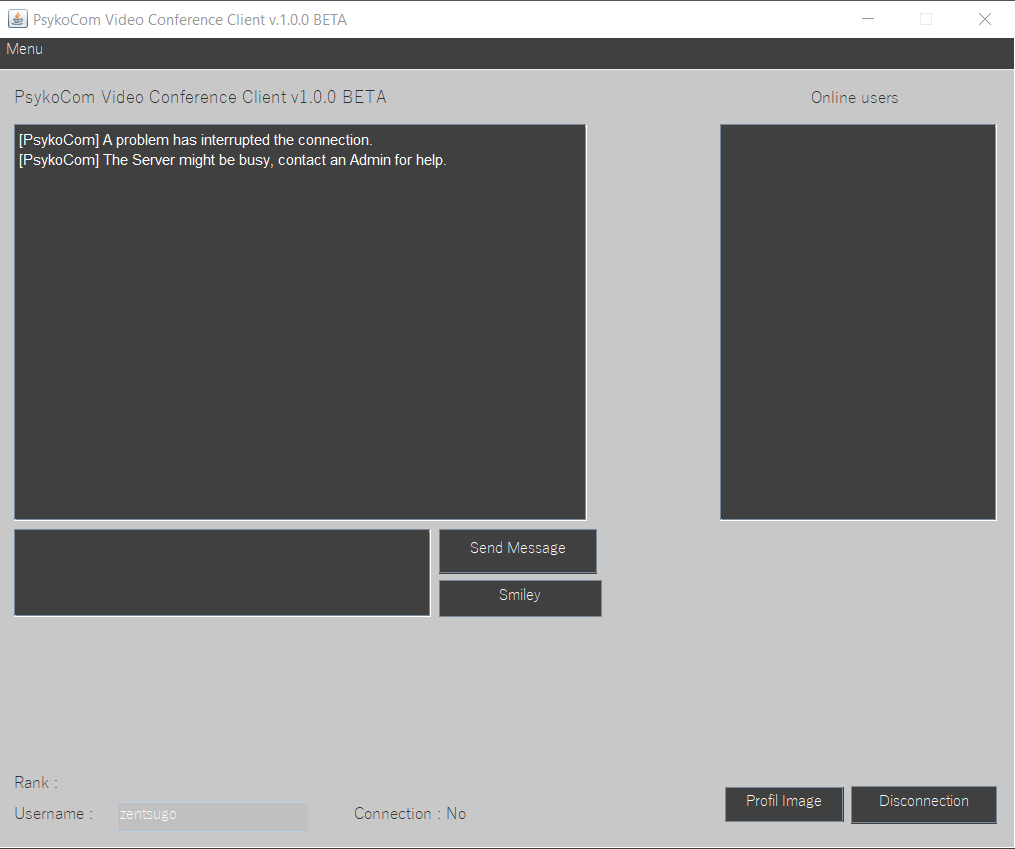 PsykoCom Video Conference Client v.1.0.0 BETA
Menu
PsykoCom Video Conference Client v1.0.0 BETA
Online users
[PsykoCom] A problem has interrupted the connection.
[PsykoCom] The Server might be busy, contact an Admin for help.
Send Message
Smiley
Rank :
Username :
zentsugo
Connection : No
Profil Image
Disconnection